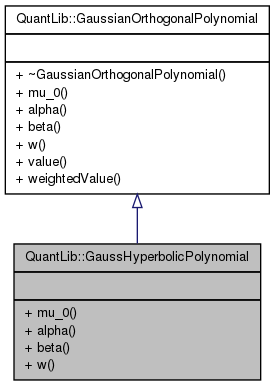 QuantLib::GaussianOrthogonalPolynomial
+ ~GaussianOrthogonalPolynomial()
+ mu_0()
+ alpha()
+ beta()
+ w()
+ value()
+ weightedValue()
QuantLib::GaussHyperbolicPolynomial
+ mu_0()
+ alpha()
+ beta()
+ w()